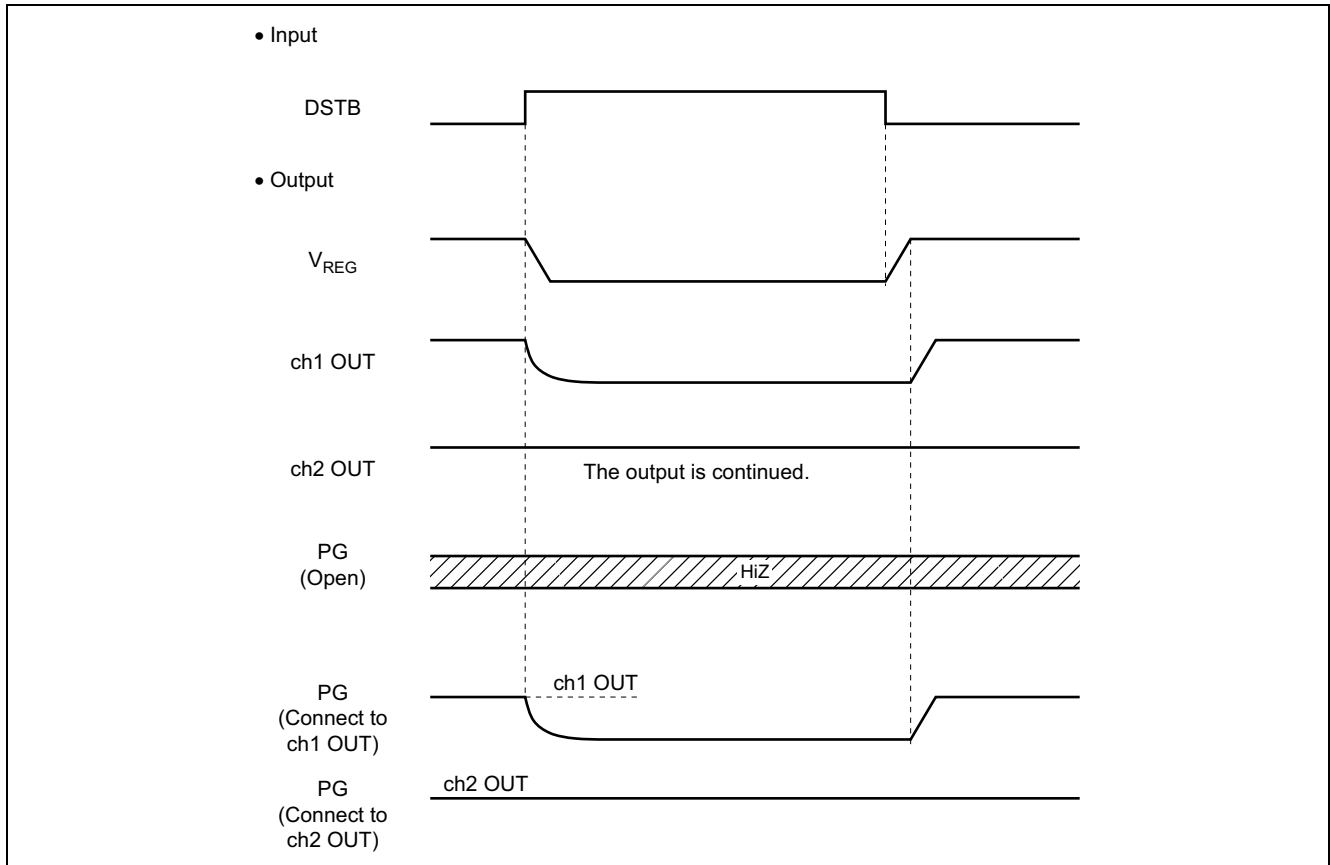 • Input
DSTB
• Output
VREG
ch1 OUT
ch2 OUT
The output is continued.
PG
(Open)
HiZ
PG
(Connect to
ch1 OUT)
ch1 OUT
PG
(Connect to
ch2 OUT)
ch2 OUT